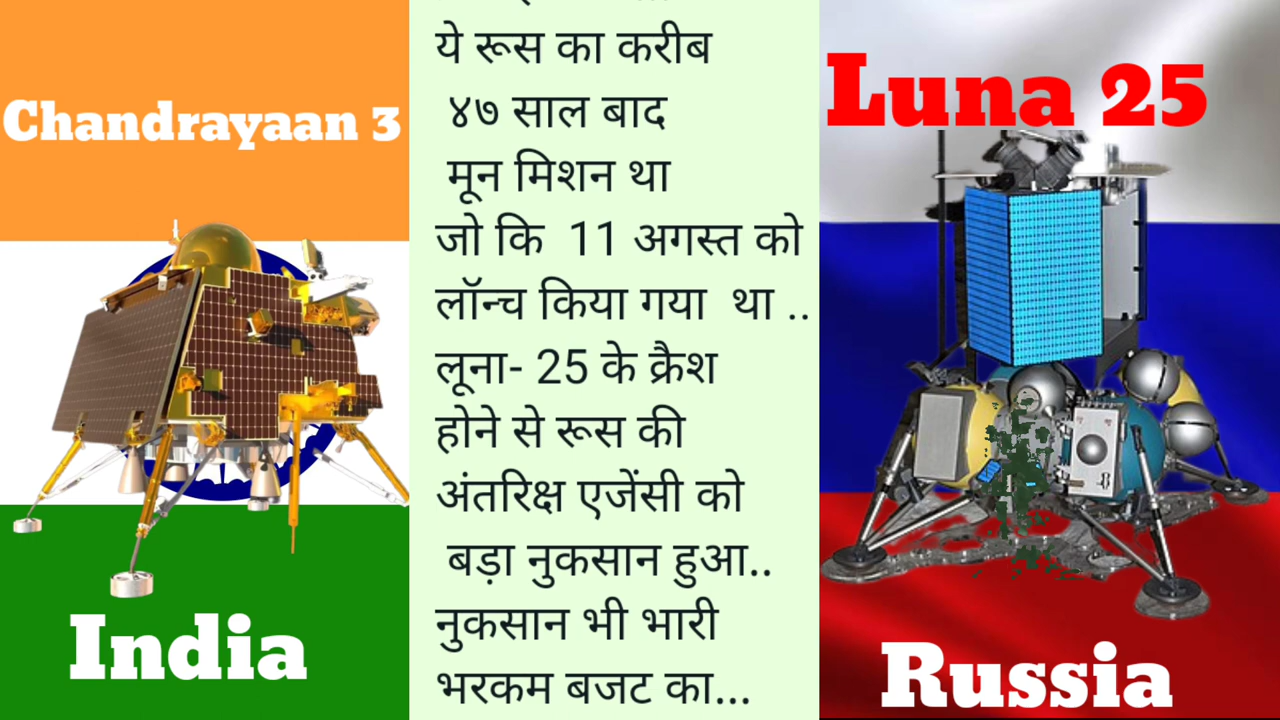 Chandrayaan 3
India
ये रूस का करीब
४७ साल बाद
मून मिशन था
जो कि 11 अगस्त को
लॉन्च किया गया था ..
लूना- 25 के क्रैश
होने से रूस की
अंतरिक्ष एजेंसी को
बड़ा नुकसान हुआ..
नुकसान भी भारी
भरकम बजट का...
Luna 25
Russia